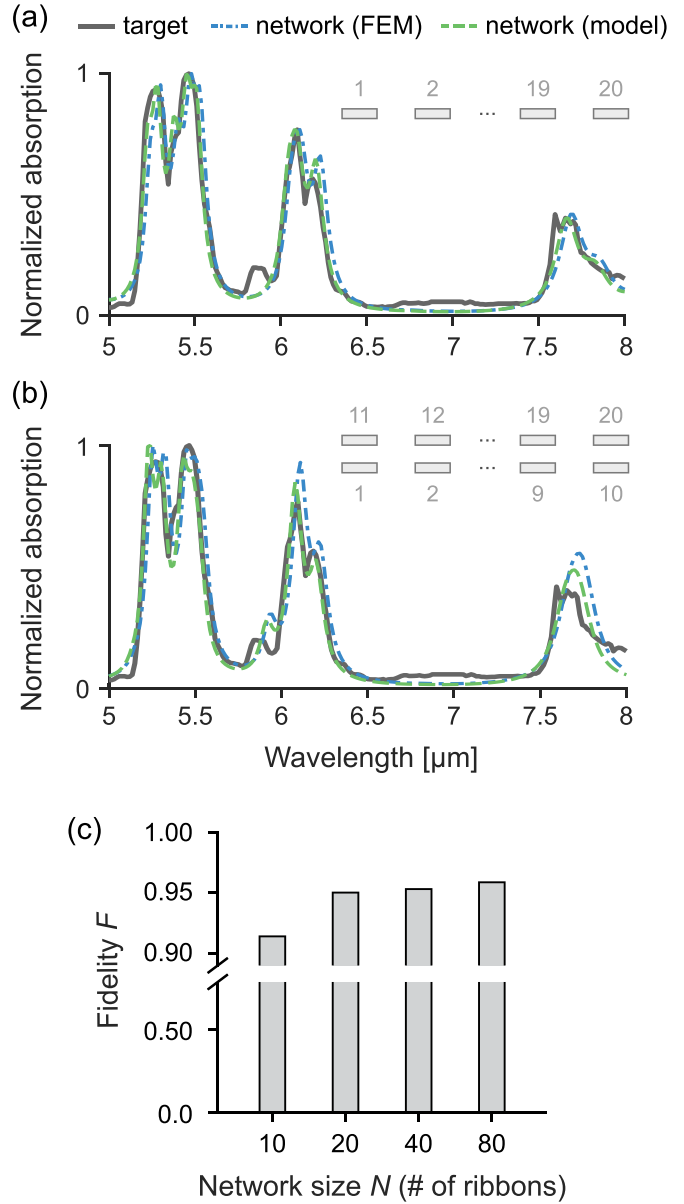 (a)
target network (FEM) network (model)
Normalized absorption
1
0
1 2 ... 19 20
5 5.5 6 6.5 7 7.5 8
(b)
Normalized absorption
1
0
11 12 ... 19 20
1 2 9 10
5 5.5 6 6.5 7 7.5 8
Wavelength [μm]
(c)
Fidelity F
1.00
0.95
0.90
0.50
0.0
10 20 40 80
Network size N (# of ribbons)